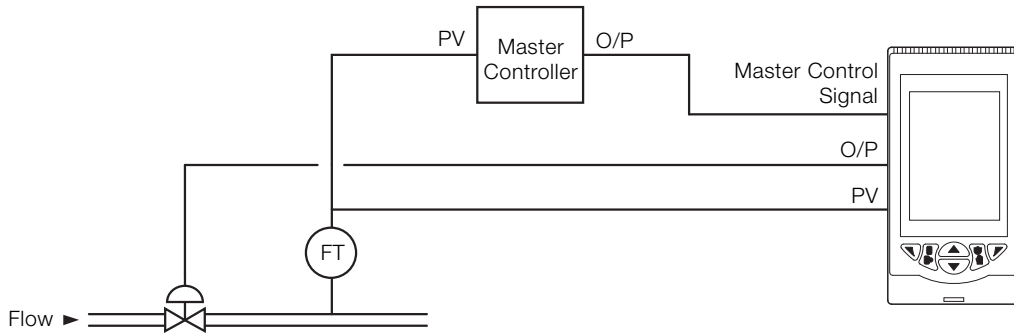 PV
Master
Controller
O/P
Master Control
Signal
O/P
PV
FT
Flow ►